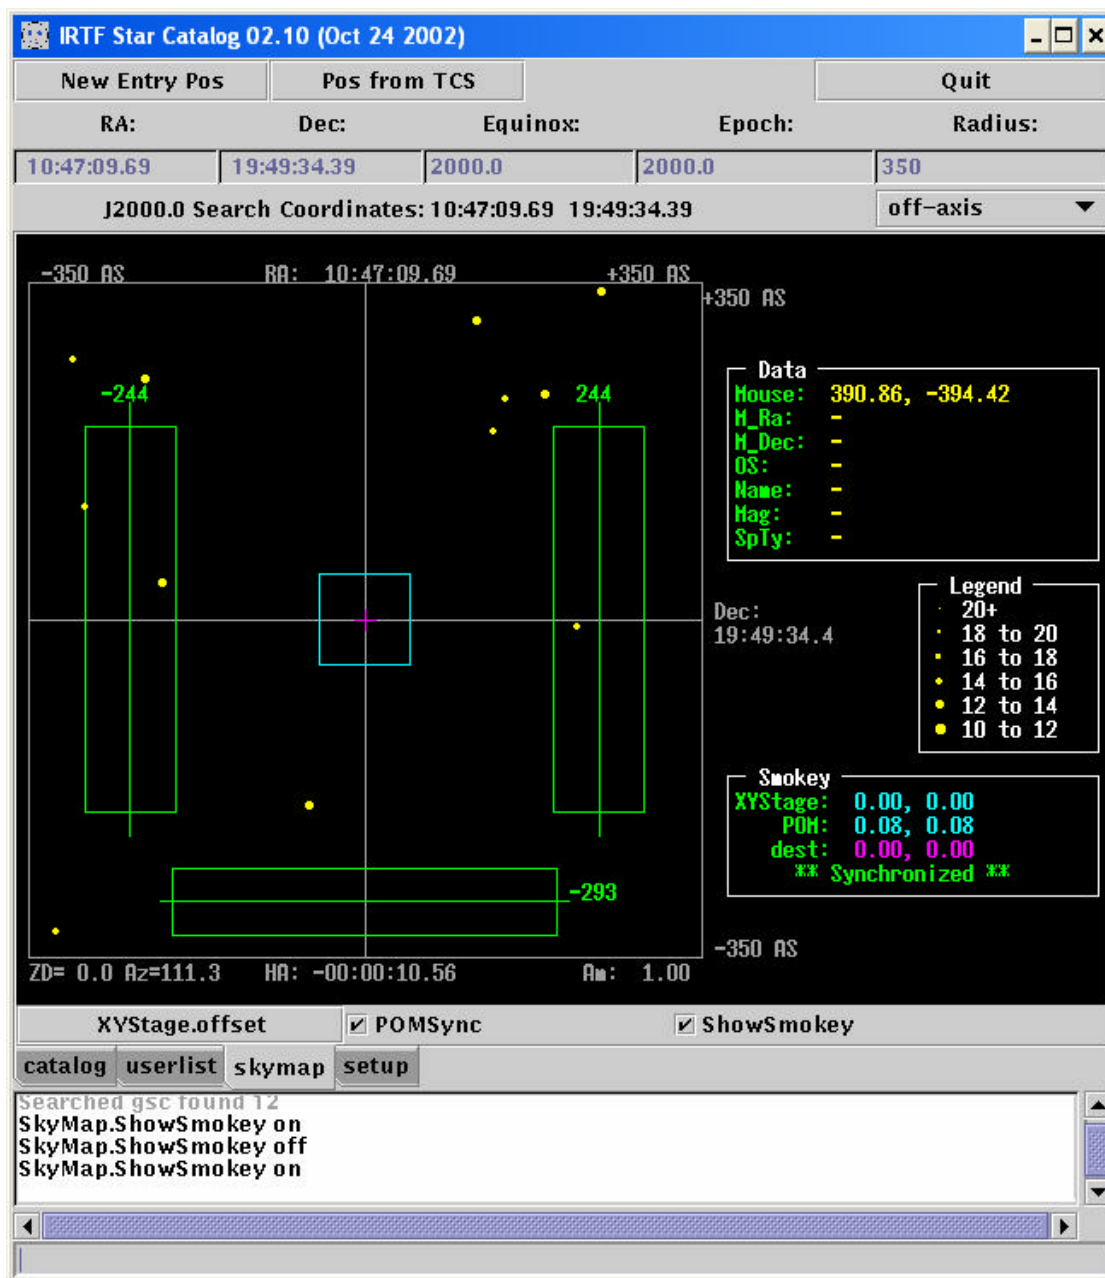 IRTF Star Catalog 02.10 (Oct 24 2002)
New Entry Pos Pos from TCS Quit
RA: Dec: Equinox: Epoch: Radius:
10:47:09.69 19:49:34.39 2000.0 2000.0 350
J2000.0 Search Coordinates: 10:47:09.69 19:49:34.39 off-axis
-350 AS RA: 10:47:09.69 +350 AS
+350 AS
-244 244
Data
Mouse: 390.86, -394.42
M_Ra: -
M_Dec: -
OS: -
Name: -
Mag: -
SpTy: -
Legend
20+
18 to 20
16 to 18
14 to 16
12 to 14
10 to 12
Dec:
19:49:34.4
Smokey
XYStage: 0.00, 0.00
POM: 0.08, 0.08
dest: 0.00, 0.00
** Synchronized **
-293
-350 AS
ZD= 0.0 Az=111.3 HA: -00:00:10.56 Am: 1.00
XYStage.offset POMSync ShowSmokey
catalog userlist skymap setup
Searched gsc found 12
SkyMap.ShowSmokey on
SkyMap.ShowSmokey off
SkyMap.ShowSmokey on